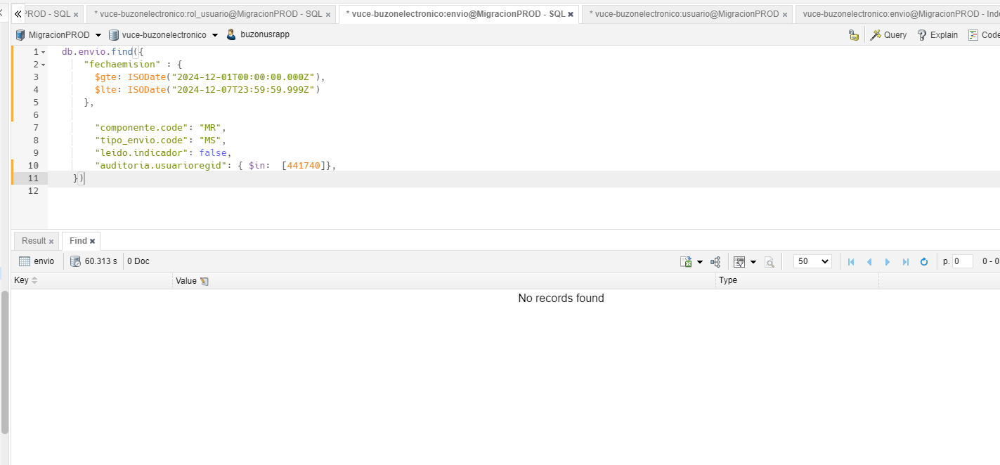 PROD - SQL × * vuce-buzonelectronico:rol_usuario@MigracionPROD - SQL × * vuce-buzonelectronico:envio@MigracionPROD - SQL × * vuce-buzonelectronico:usuario@MigracionPROD × vuce-buzonelectronico:envio@MigracionPROD - Inde
MigracionPROD vuce-buzonelectronico buzonusrapp Query Explain Code
1 db.envio.find({
2 "fechaemision" : {
3 $gte: ISODate("2024-12-01T00:00:00.000Z"),
4 $lte: ISODate("2024-12-07T23:59:59.999Z")
5 },
6
7 "componente.code": "MR",
8 "tipo_envio.code": "MS",
9 "leido.indicador": false,
10 "auditoria.usuarioregid": { $in: [441740]},
11 })
12
Result × Find ×
envio 60.313 s 0 Doc 50 p. 0 0 - 0
Key Value Type
No records found